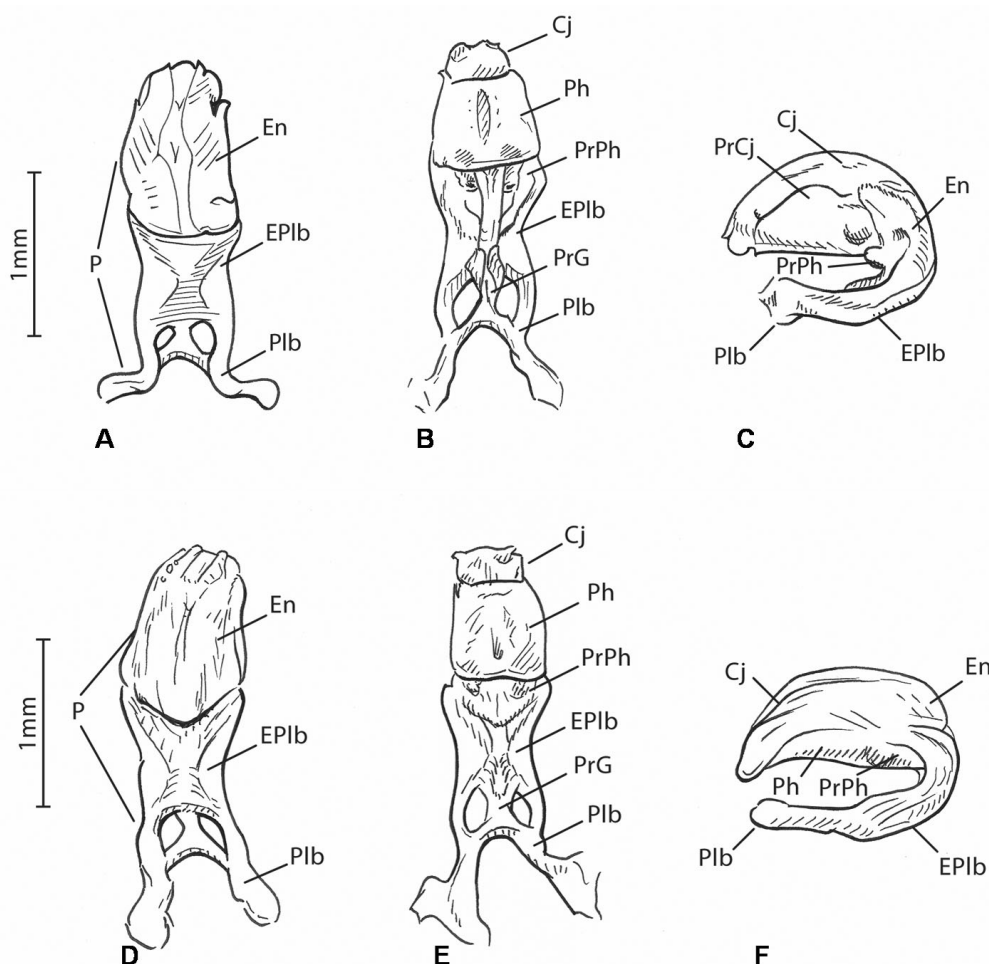 En
EPlb
P
1mm
Plb
A
Cj
Ph
PrPh
EPlb
PrG
Plb
B
Cj
PrCj
En
PrPh
Plb
EPlb
C
En
P
1mm
EPlb
Plb
D
Cj
Ph
PrPh
EPlb
PrG
Plb
E
Cj
En
Ph PrPh
Plb
EPlb
F